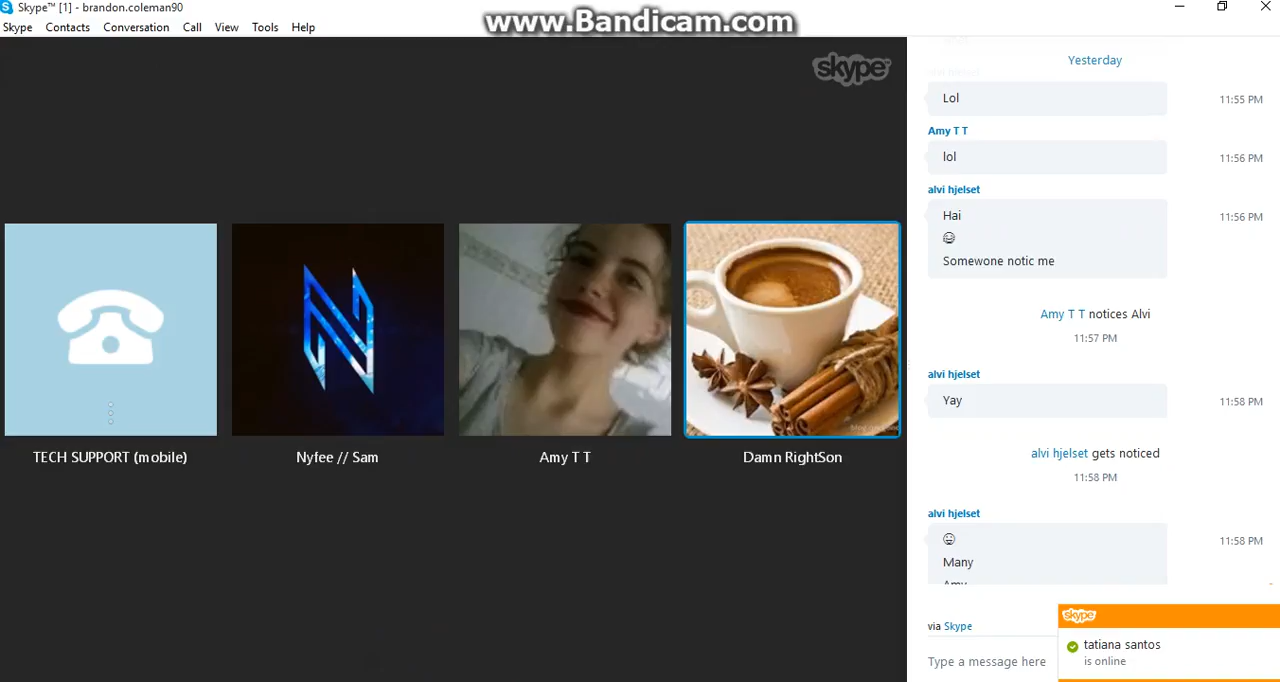 Skype™ [1] - brandon.coleman90
www.Bandicam.com
Skype Contacts Conversation Call View Tools Help
skype™
TECH SUPPORT (mobile)
Nyfee // Sam
Amy T T
Damn RightSon
Yesterday
Lol
11:55 PM
Amy T T
lol
11:56 PM
alvi hjelset
Hai
11:56 PM
Somewone notic me
Amy T T notices Alvi
11:57 PM
alvi hjelset
Yay
11:58 PM
alvi hjelset gets noticed
11:58 PM
alvi hjelset
11:58 PM
Many
Amy
via Skype
Type a message here
skype
tatiana santos
is online